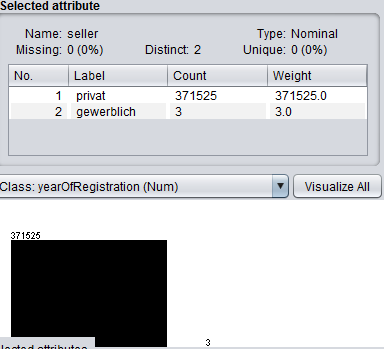 Selected attribute
Name: seller Type: Nominal
Missing: 0 (0%) Distinct: 2 Unique: 0 (0%)
No. Label Count Weight
1 privat 371525 371525.0
2 gewerblich 3 3.0
Class: yearOfRegistration (Num) Visualize All
371525
3
lected attributes